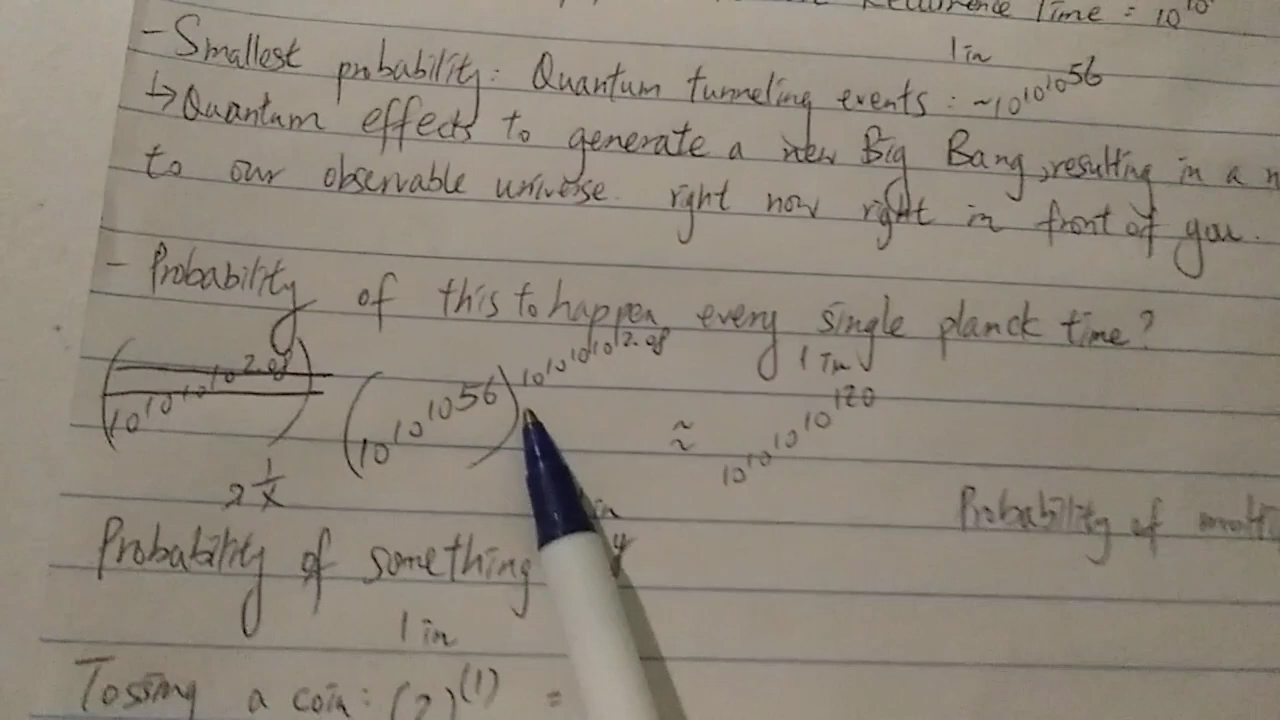 Recurrence Time = 10^10
- Smallest probability: Quantum tunneling events : 1 in ~10^10^10^56
↳ Quantum effects to generate a new Big Bang, resulting in a n
to our observable universe. right now right in front of you.
- Probability of this to happen every single planck time?
(10^10^10^10^2.08) (10^10^10^56)^10^10^10^10^2.08 ≈ 1 in 10^10^10^10^120
1/x
Probability of
Probability of something
1 in
Tossing a coin: (2)^(1) =